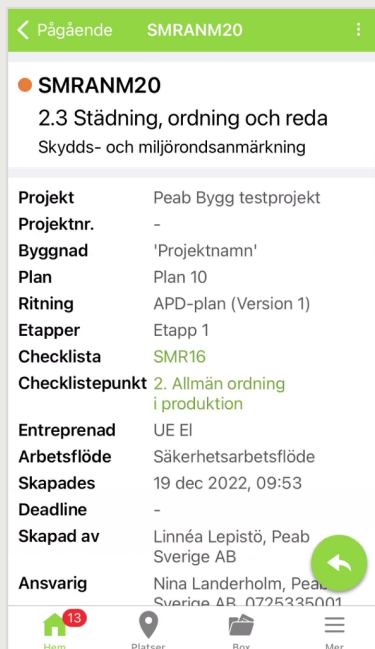 Pågående SMRANM20
SMRANM20
2.3 Städning, ordning och reda
Skydds- och miljörondsanmärkning
Projekt Peab Bygg testprojekt
Projektnr. -
Byggnad 'Projektnamn'
Plan Plan 10
Ritning APD-plan (Version 1)
Etapper Etapp 1
Checklista SMR16
Checklistepunkt 2. Allmän ordning
i produktion
Entreprenad UE El
Arbetsflöde Säkerhetsarbetsflöde
Skapades 19 dec 2022, 09:53
Deadline -
Skapad av Linnéa Lepistö, Peab
Sverige AB
Ansvarig Nina Landerholm, Peab
Sverige AB, 0725335001
13
Hem Platser Box Mer